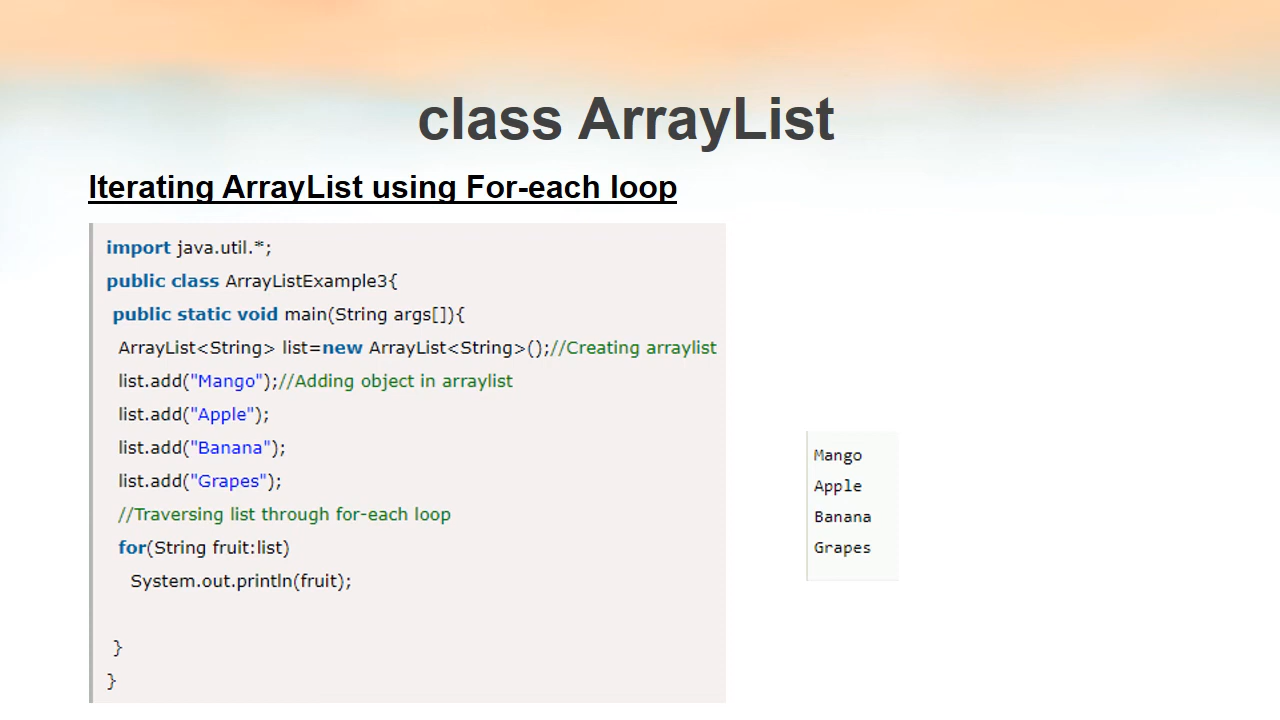 class ArrayList
Iterating ArrayList using For-each loop
import java.util.*;
public class ArrayListExample3{
public static void main(String args[]){
ArrayList<String> list=new ArrayList<String>();//Creating arraylist
list.add("Mango");//Adding object in arraylist
list.add("Apple");
list.add("Banana");
list.add("Grapes");
//Traversing list through for-each loop
for(String fruit:list)
System.out.println(fruit);
}
}
Mango
Apple
Banana
Grapes